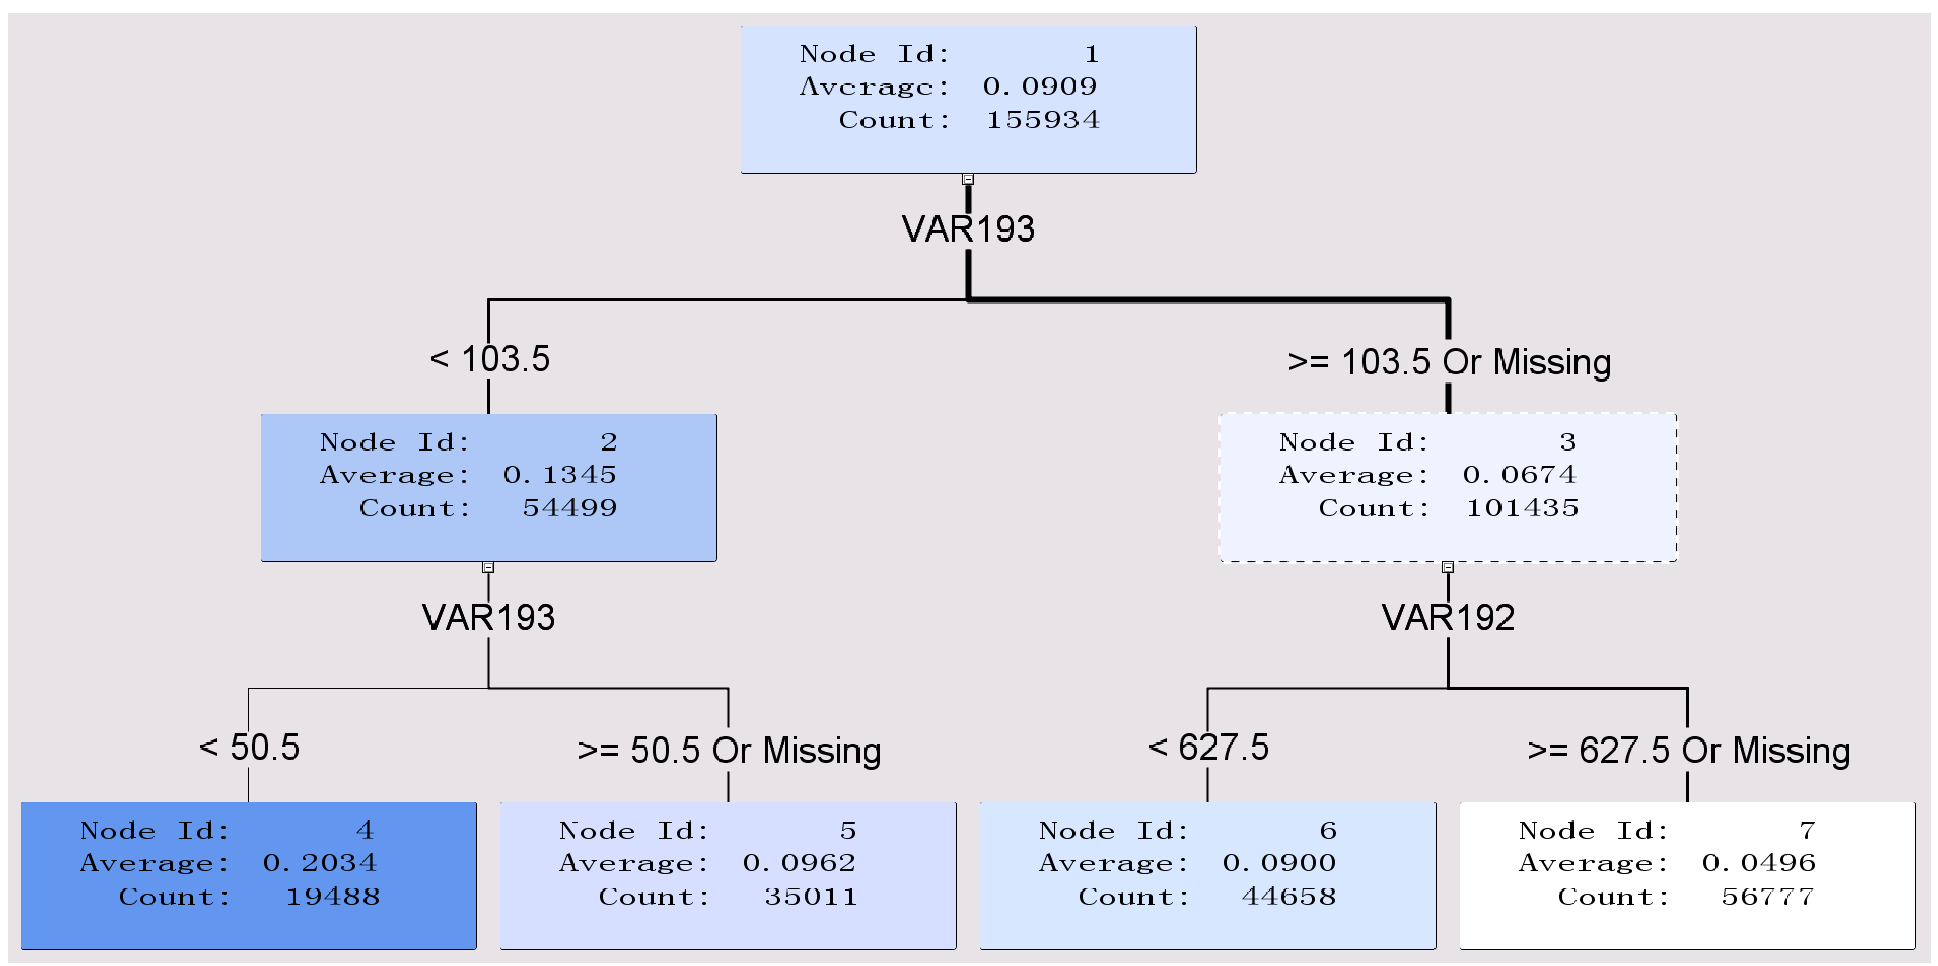 Node Id: 1
Average: 0.0909
Count: 155934
VAR193
< 103.5
>= 103.5 Or Missing
Node Id: 2
Average: 0.1345
Count: 54499
Node Id: 3
Average: 0.0674
Count: 101435
VAR193
VAR192
< 50.5
>= 50.5 Or Missing
< 627.5
>= 627.5 Or Missing
Node Id: 4
Average: 0.2034
Count: 19488
Node Id: 5
Average: 0.0962
Count: 35011
Node Id: 6
Average: 0.0900
Count: 44658
Node Id: 7
Average: 0.0496
Count: 56777